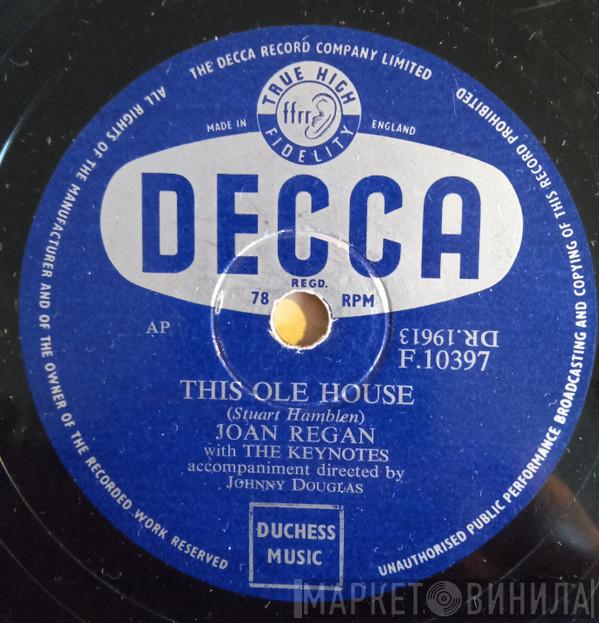 ALL RIGHTS OF THE MANUFACTURER AND OF THE OWNER OF THE RECORDED WORK RESERVED
THE DECCA RECORD COMPANY LIMITED
UNAUTHORISED PUBLIC PERFORMANCE BROADCASTING AND COPYING OF THIS RECORD PROHIBITED
TRUE HIGH
ffrr
FIDELITY
MADE IN ENGLAND
DECCA
REGD.
78 RPM
AP
DR.19613
F.10397
THIS OLE HOUSE
(Stuart Hamblen)
JOAN REGAN
with THE KEYNOTES
accompaniment directed by
JOHNNY DOUGLAS
DUCHESS
MUSIC
МАРКЕТ ВИНИЛА